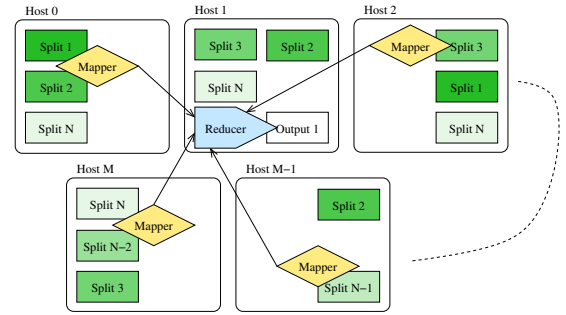 Host 0
Split 1
Mapper
Split 2
Split N
Host 1
Split 3
Split 2
Split N
Reducer
Output 1
Host 2
Mapper
Split 3
Split 1
Split N
Host M
Split N
Mapper
Split N−2
Split 3
Host M−1
Split 2
Mapper
Split N−1